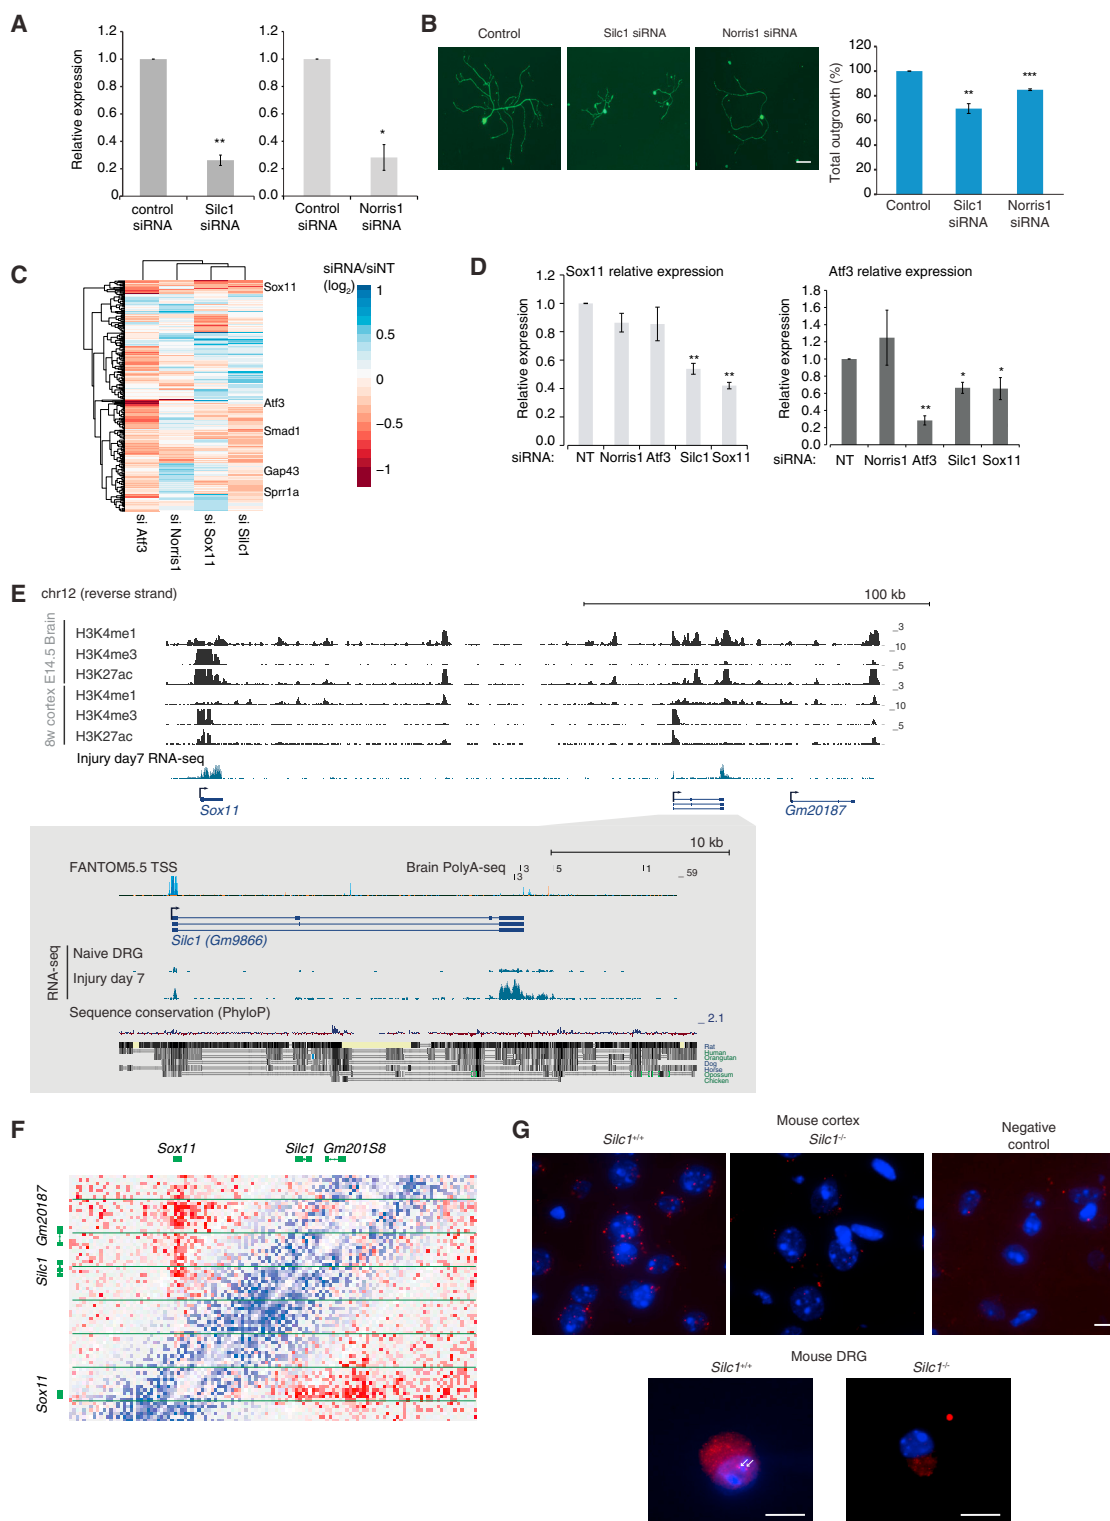 A
1.2
1.0
0.8
0.6
0.4
0.2
0
Relative expression
**
control
siRNA
Silc1
siRNA
1.2
1.0
0.8
0.6
0.4
0.2
0.0
*
Control
siRNA
Norris1
siRNA
B
Control
Silc1 siRNA
Norris1 siRNA
Total outgrowth (%)
120
100
80
60
40
20
0
**
***
Control
Silc1
siRNA
Norris1
siRNA
C
siRNA/siNT
(log2)
1
0.5
0
−0.5
−1
Sox11
Atf3
Smad1
Gap43
Sprr1a
si Atf3
si Norris1
si Sox11
si Silc1
D
Sox11 relative expression
Relative expression
1.2
1.0
0.8
0.6
0.4
0.2
0.0
**
**
siRNA:
NT
Norris1
Atf3
Silc1
Sox11
Atf3 relative expression
Relative expression
1.8
1.6
1.4
1.2
1.0
0.8
0.6
0.4
0.2
0.0
**
*
*
siRNA:
NT
Norris1
Atf3
Silc1
Sox11
E
chr12 (reverse strand)
100 kb
E14.5 Brain
H3K4me1
_3
H3K4me3
_10
H3K27ac
_5
8w cortex
H3K4me1
_3
H3K4me3
_10
H3K27ac
_5
Injury day7 RNA-seq
Sox11
Gm20187
10 kb
FANTOM5.5 TSS
Brain PolyA-seq
3
3
5
1
_ 59
Silc1 (Gm9866)
RNA-seq
Naive DRG
Injury day 7
Sequence conservation (PhyloP)
_ 2.1
Rat
Human
Orangutan
Dog
Horse
Opossum
Chicken
F
Sox11
Silc1
Gm201S8
Gm20187
Silc1
Sox11
G
Mouse cortex
Silc1+/+
Silc1-/-
Negative
control
Mouse DRG
Silc1+/+
Silc1-/-